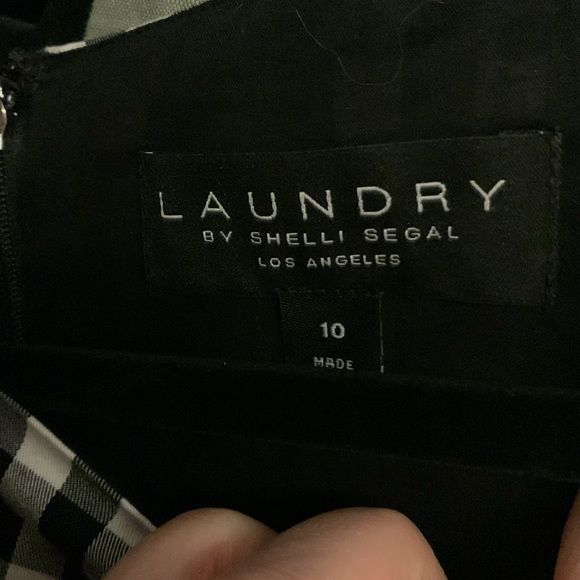 LAUNDRY
BY SHELLI SEGAL
LOS ANGELES
10
MADE